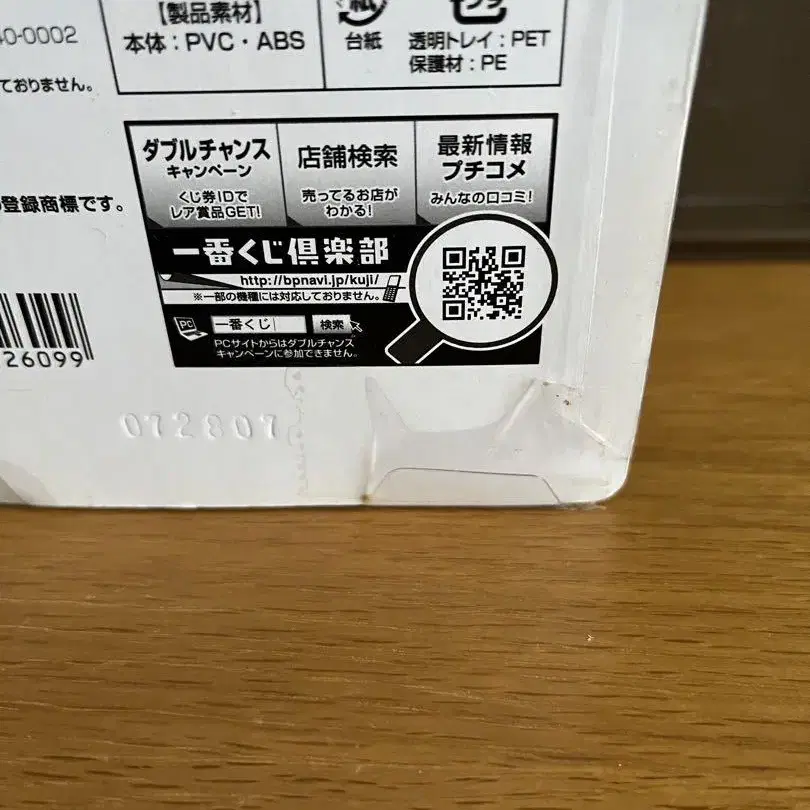 【製品素材】
本体：PVC・ABS
紙
台紙
プラ
透明トレイ：PET
保護材：PE
40-0002
ておりません。
の登録商標です。
ダブルチャンス
キャンペーン
くじ券IDで
レア賞品GET!
店舗検索
売ってるお店が
わかる!
最新情報
プチコメ
みんなの口コミ!
一番くじ倶楽部
http://bpnavi.jp/kuji/
※一部の機種には対応しておりません。
PC
一番くじ
検索
PCサイトからはダブルチャンス
キャンペーンに参加できません。
26099
072807